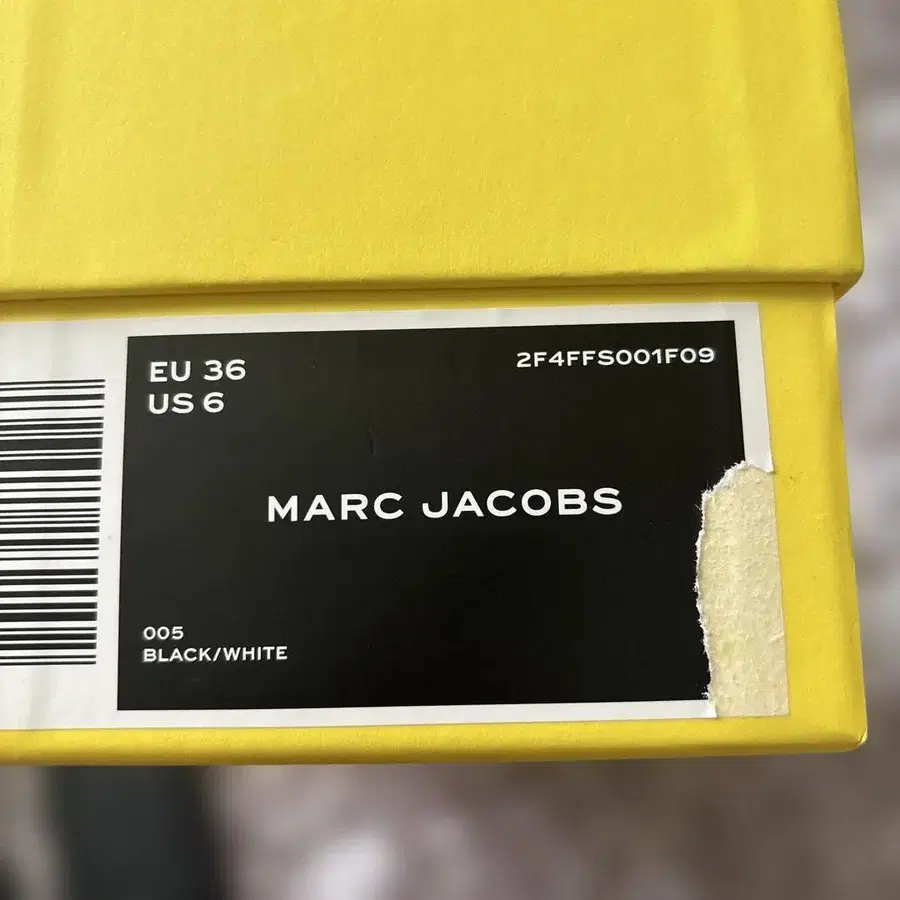 EU 36
US 6
2F4FFS001F09
MARC JACOBS
005
BLACK/WHITE